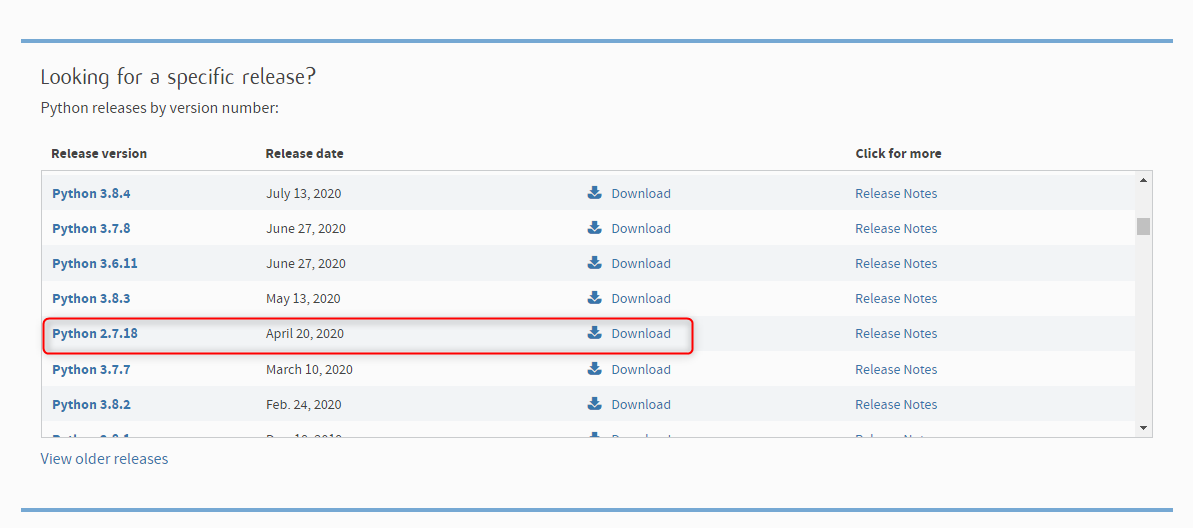 Looking for a specific release?
Python releases by version number:
Release version Release date Click for more
Python 3.8.4 July 13, 2020 Download Release Notes
Python 3.7.8 June 27, 2020 Download Release Notes
Python 3.6.11 June 27, 2020 Download Release Notes
Python 3.8.3 May 13, 2020 Download Release Notes
Python 2.7.18 April 20, 2020 Download Release Notes
Python 3.7.7 March 10, 2020 Download Release Notes
Python 3.8.2 Feb. 24, 2020 Download Release Notes
View older releases